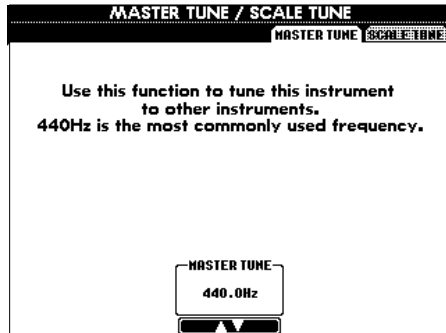 MASTER TUNE / SCALE TUNE
MASTER TUNE SCALE TUNE
Use this function to tune this instrument
to other instruments.
440Hz is the most commonly used frequency.
MASTER TUNE
440.0Hz